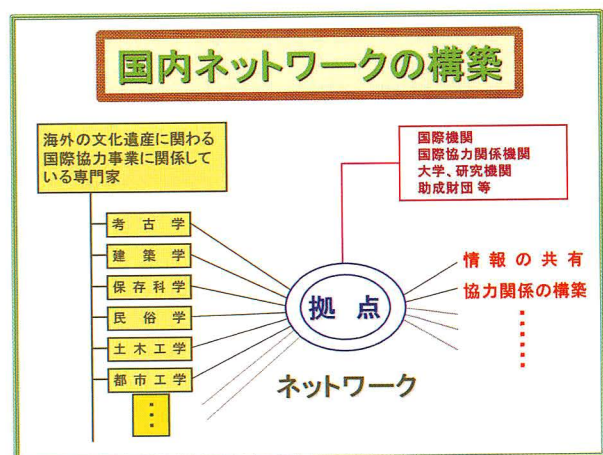 国内ネットワークの構築
海外の文化遺産に関わる
国際協力事業に関係して
いる専門家
国際機関
国際協力関係機関
大学、研究機関
助成財団 等
考古学
建築学
保存科学
民俗学
土木工学
都市工学
拠点
情報の共有
協力関係の構築
ネットワーク